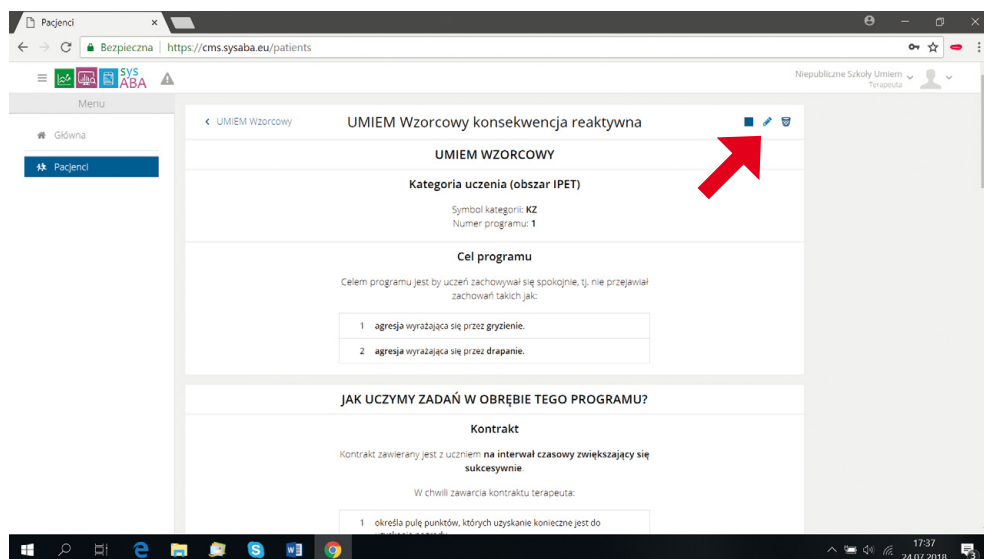 Pacjenci
Bezpieczna
https://cms.sysaba.eu/patients
sys ABA
Niepubliczne Szkoły Umiem
Terapeuta
Menu
Główna
Pacjenci
UMIEM Wzorcowy
UMIEM Wzorcowy konsekwencja reaktywna
UMIEM WZORCOWY
Kategoria uczenia (obszar IPET)
Symbol kategorii: KZ
Numer programu: 1
Cel programu
Celem programu jest by uczeń zachowywał się spokojnie, tj. nie przejawiał
zachowań takich jak:
1 agresja wyrażająca się przez gryzienie.
2 agresja wyrażająca się przez drapanie.
JAK UCZYMY ZADAŃ W OBRĘBIE TEGO PROGRAMU?
Kontrakt
Kontrakt zawierany jest z uczniem na interwał czasowy zwiększający się
sukcesywnie.
W chwili zawarcia kontraktu terapeuta:
1 określa pulę punktów, których uzyskanie konieczne jest do
17:37
24.07.2018